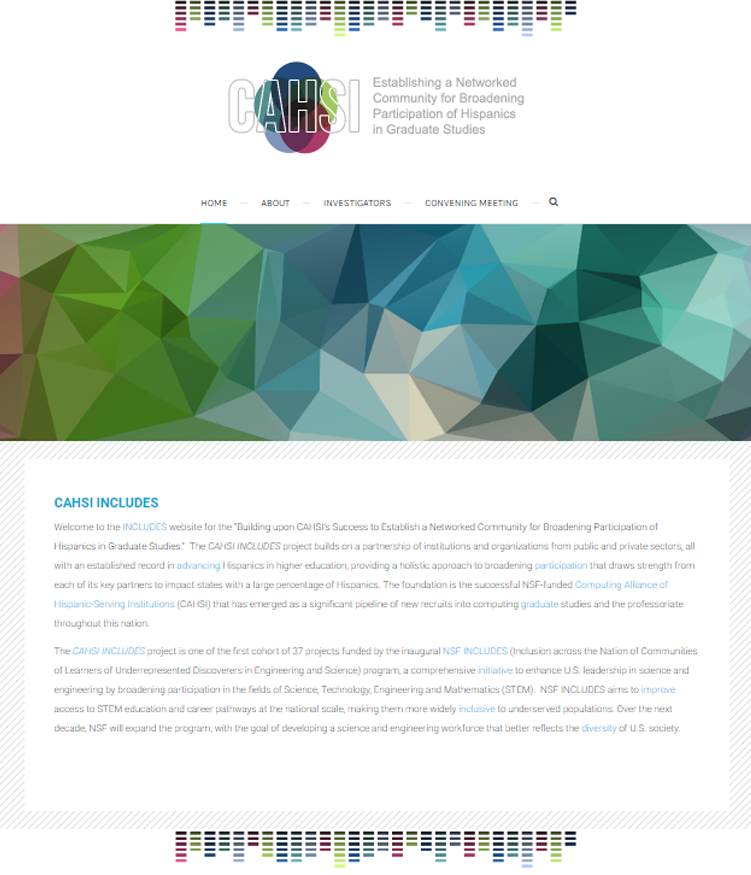 CAHSI
Establishing a Networked
Community for Broadening
Participation of Hispanics
in Graduate Studies
HOME — ABOUT — INVESTIGATORS — CONVENING MEETING —
CAHSI INCLUDES
Welcome to the INCLUDES website for the "Building upon CAHSI's Success to Establish a Networked Community for Broadening Participation of
Hispanics in Graduate Studies." The CAHSI INCLUDES project builds on a partnership of institutions and organizations from public and private sectors, all
with an established record in advancing Hispanics in higher education, providing a holistic approach to broadening participation that draws strength from
each of its key partners to impact states with a large percentage of Hispanics. The foundation is the successful NSF-funded Computing Alliance of
Hispanic-Serving Institutions (CAHSI) that has emerged as a significant pipeline of new recruits into computing graduate studies and the professoriate
throughout this nation.
The CAHSI INCLUDES project is one of the first cohort of 37 projects funded by the inaugural NSF INCLUDES (Inclusion across the Nation of Communities
of Learners of Underrepresented Discoverers in Engineering and Science) program, a comprehensive initiative to enhance U.S. leadership in science and
engineering by broadening participation in the fields of Science, Technology, Engineering and Mathematics (STEM). NSF INCLUDES aims to improve
access to STEM education and career pathways at the national scale, making them more widely inclusive to underserved populations. Over the next
decade, NSF will expand the program, with the goal of developing a science and engineering workforce that better reflects the diversity of U.S. society.